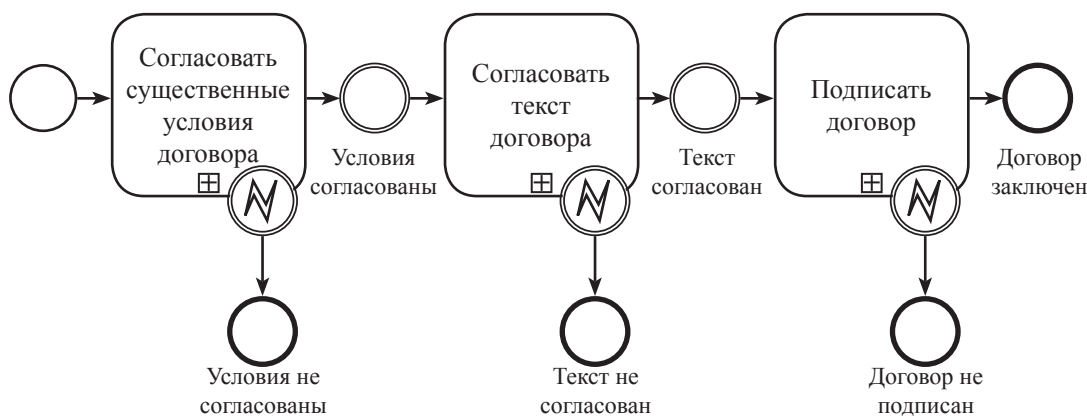 Согласовать
существенные
условия
договора
Условия
согласованы
Согласовать
текст
договора
Текст
согласован
Подписать
договор
Договор
заключен
Условия не
согласованы
Текст не
согласован
Договор не
подписан